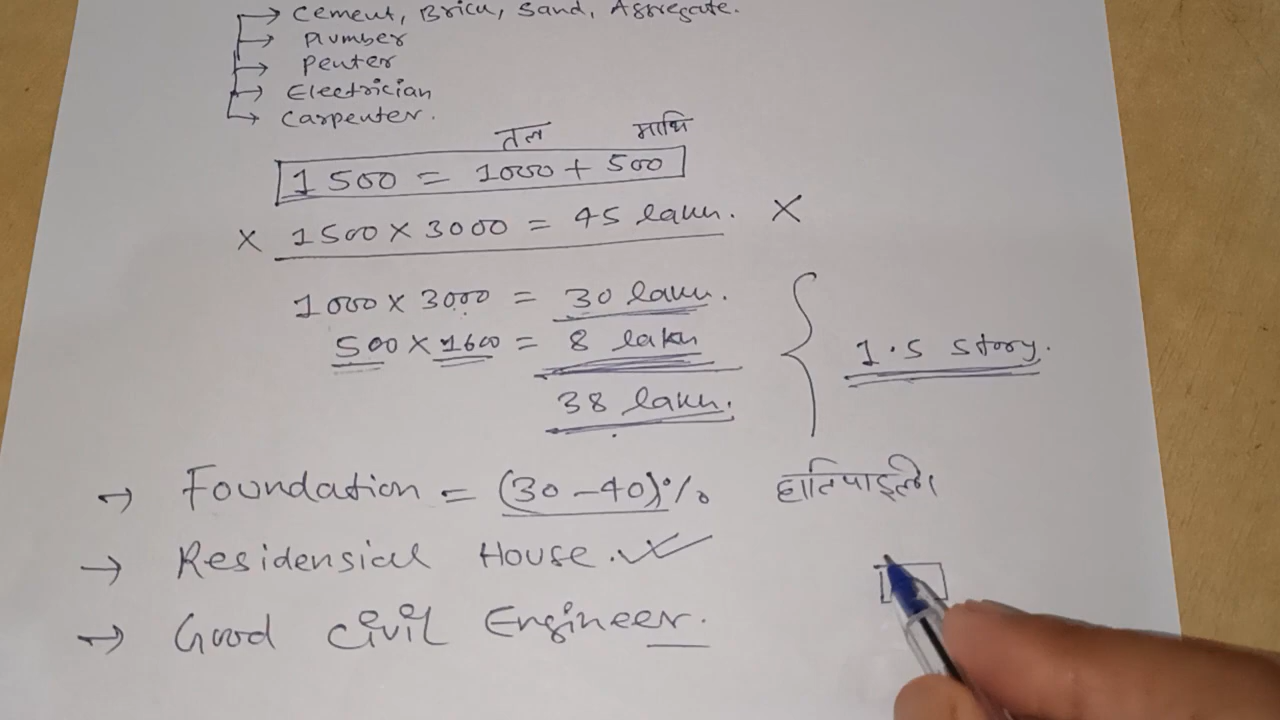 → Cement, Brick, Sand, Aggregate.
→ Plumber
→ Penter
→ Electrician
→ Carpenter.
तल माथि
1500 = 1000 + 500
× 1500 × 3000 = 45 lakh. ×
1000 × 3000 = 30 lakh.
500 × 1600 = 8 lakh
38 lakh.
1.5 story.
→ Foundation = (30-40)% हात्तिपाइले।
→ Residensial House. ✓
→ Good Civil Engineer.